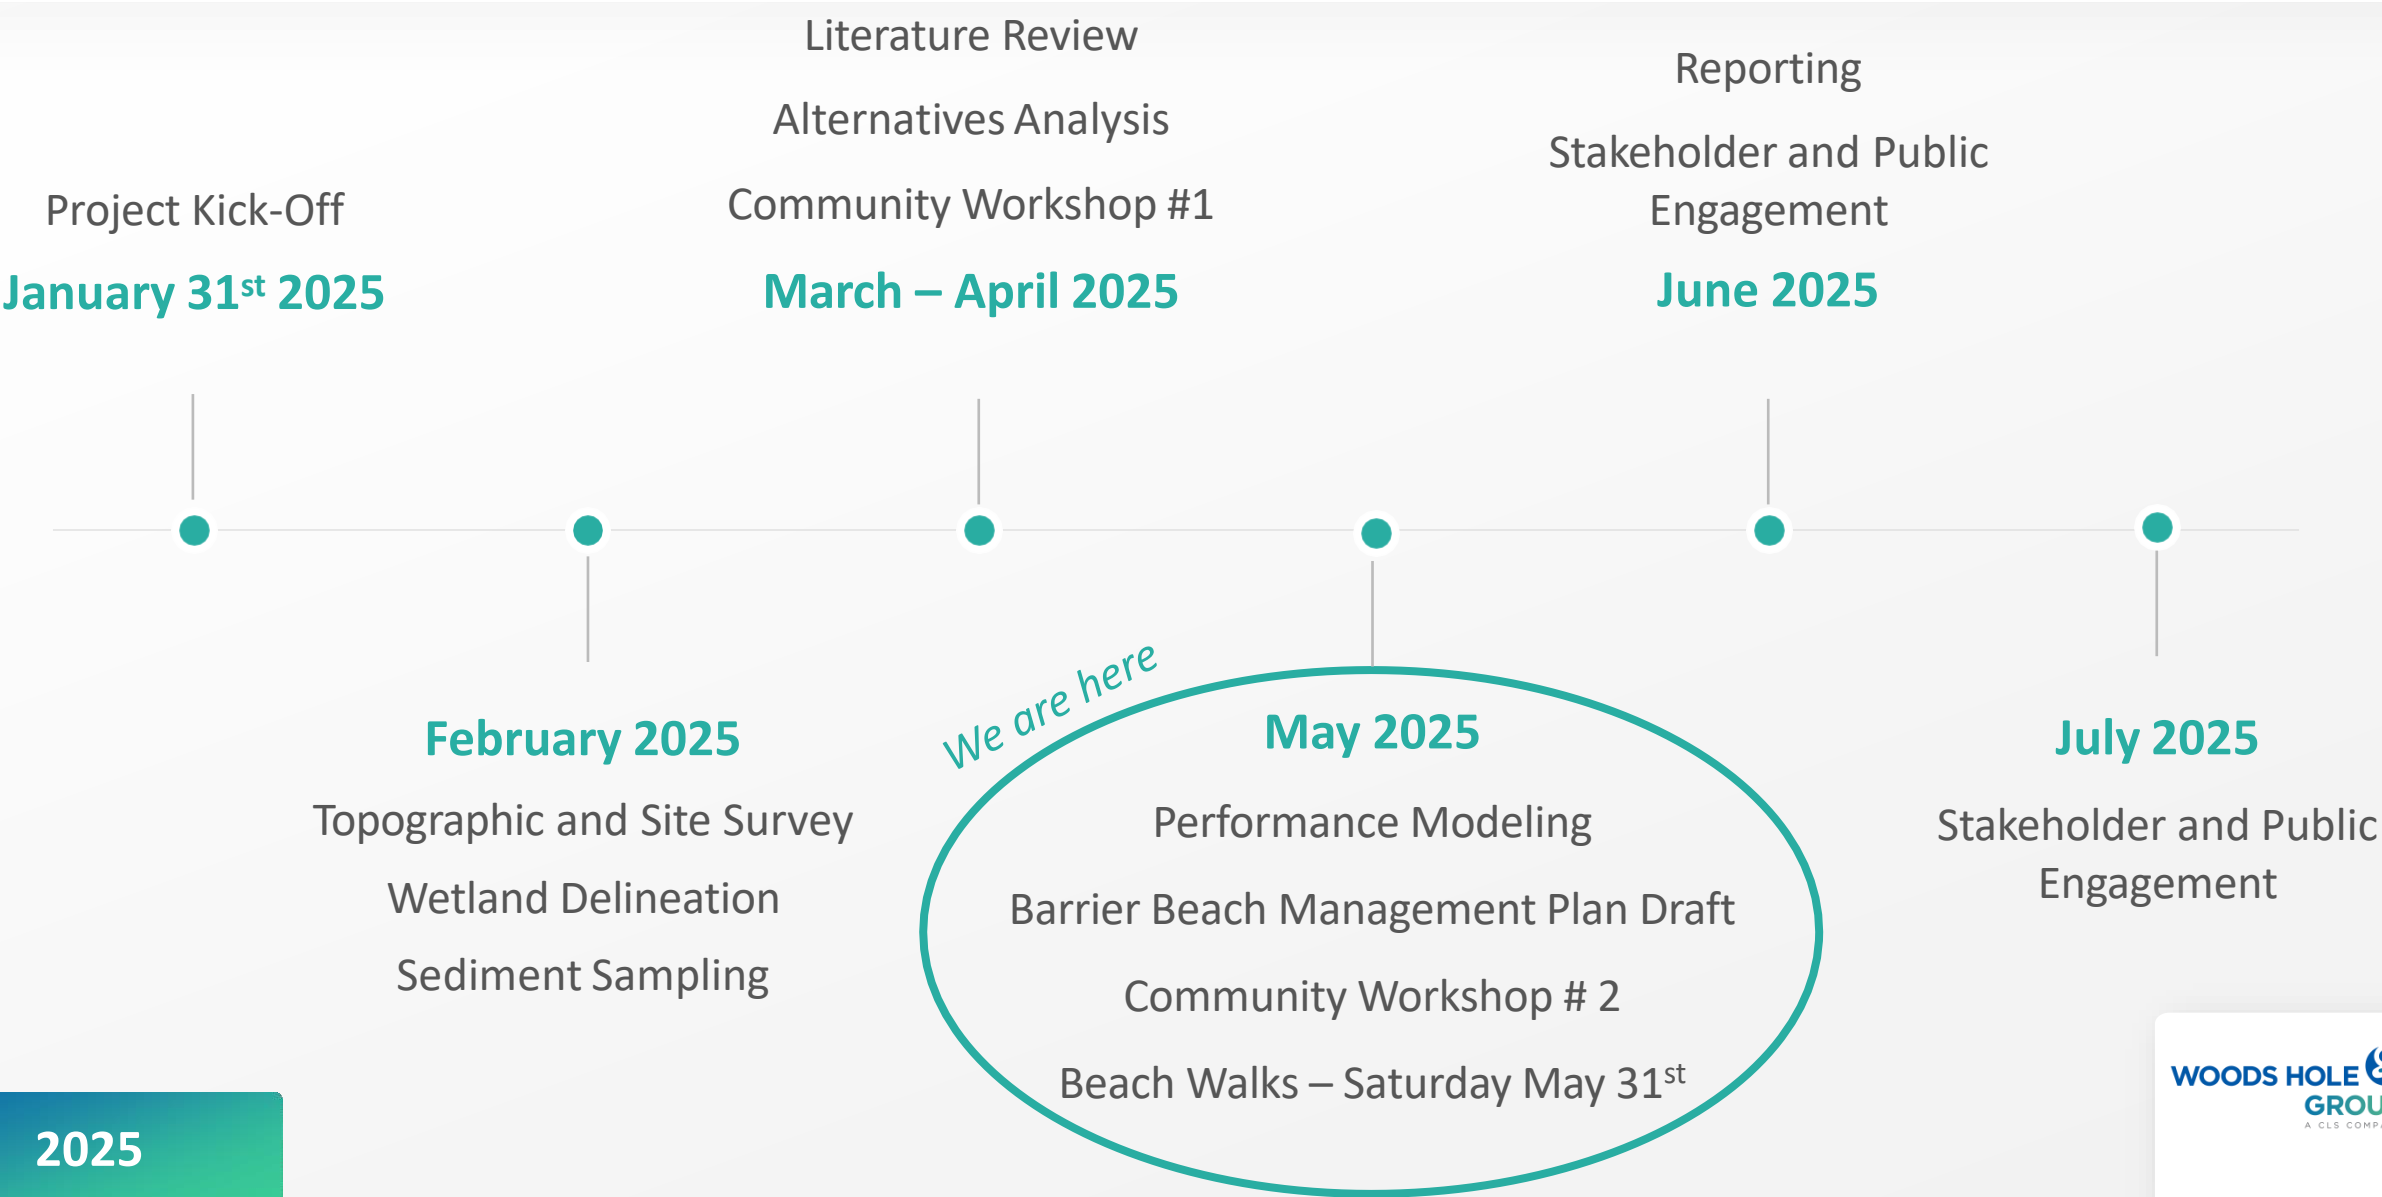 Project Kick-Off
January 31st 2025
Literature Review
Alternatives Analysis
Community Workshop #1
March – April 2025
Reporting
Stakeholder and Public
Engagement
June 2025
February 2025
Topographic and Site Survey
Wetland Delineation
Sediment Sampling
We are here
May 2025
Performance Modeling
Barrier Beach Management Plan Draft
Community Workshop # 2
Beach Walks – Saturday May 31st
July 2025
Stakeholder and Public
Engagement
2025
WOODS HOLE
GROU
A CLS COMP